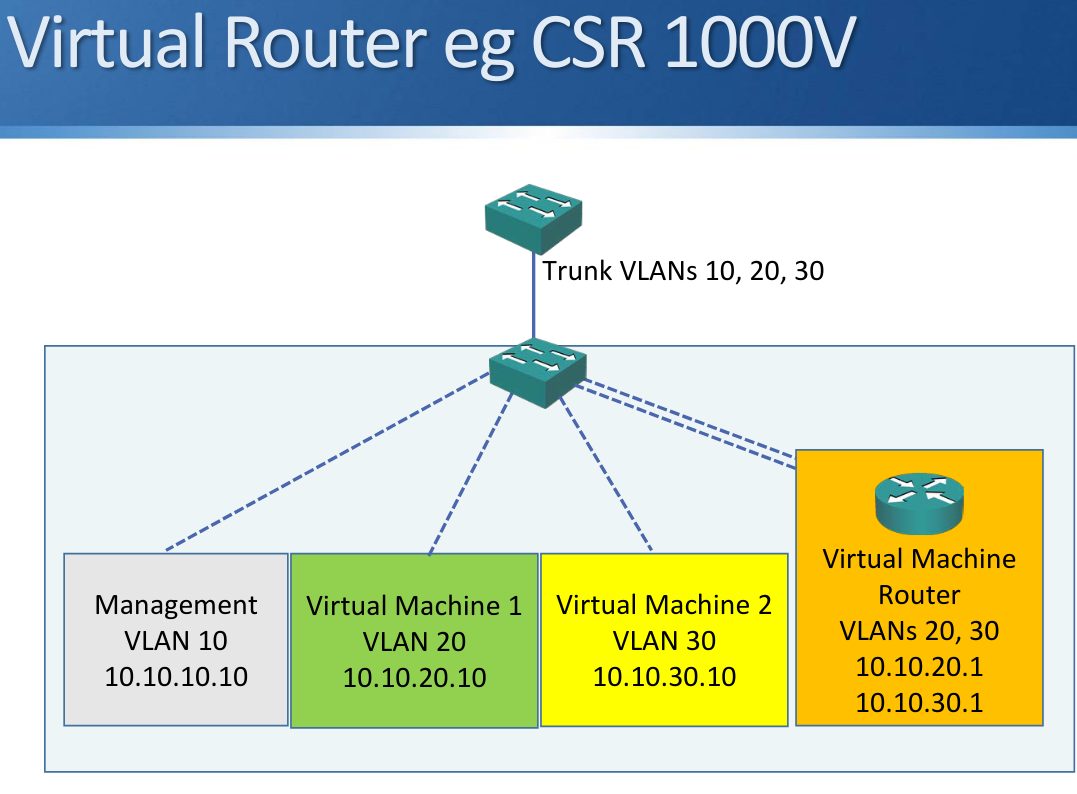 Virtual Router eg CSR 1000V
Trunk VLANs 10, 20, 30
Management
VLAN 10
10.10.10.10
Virtual Machine 1
VLAN 20
10.10.20.10
Virtual Machine 2
VLAN 30
10.10.30.10
Virtual Machine
Router
VLANs 20, 30
10.10.20.1
10.10.30.1